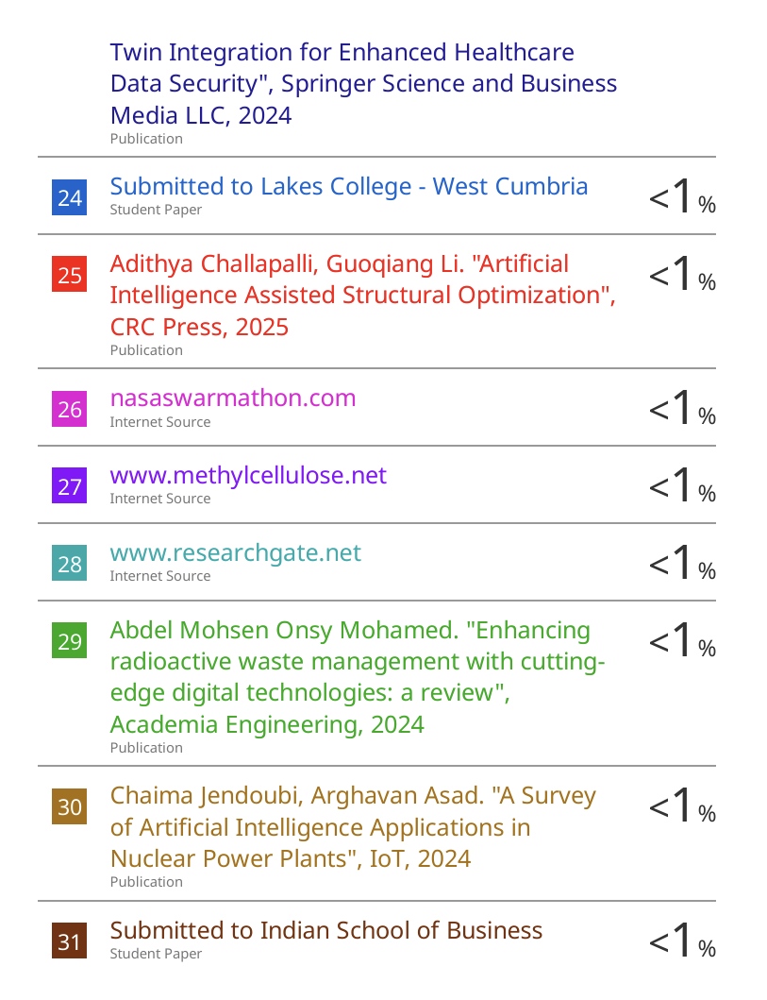 Twin Integration for Enhanced Healthcare
Data Security", Springer Science and Business
Media LLC, 2024
Publication
24 Submitted to Lakes College - West Cumbria <1%
Student Paper
25 Adithya Challapalli, Guoqiang Li. "Artificial <1%
Intelligence Assisted Structural Optimization",
CRC Press, 2025
Publication
26 nasaswarmathon.com <1%
Internet Source
27 www.methylcellulose.net <1%
Internet Source
28 www.researchgate.net <1%
Internet Source
29 Abdel Mohsen Onsy Mohamed. "Enhancing <1%
radioactive waste management with cutting-
edge digital technologies: a review",
Academia Engineering, 2024
Publication
30 Chaima Jendoubi, Arghavan Asad. "A Survey <1%
of Artificial Intelligence Applications in
Nuclear Power Plants", IoT, 2024
Publication
31 Submitted to Indian School of Business <1%
Student Paper